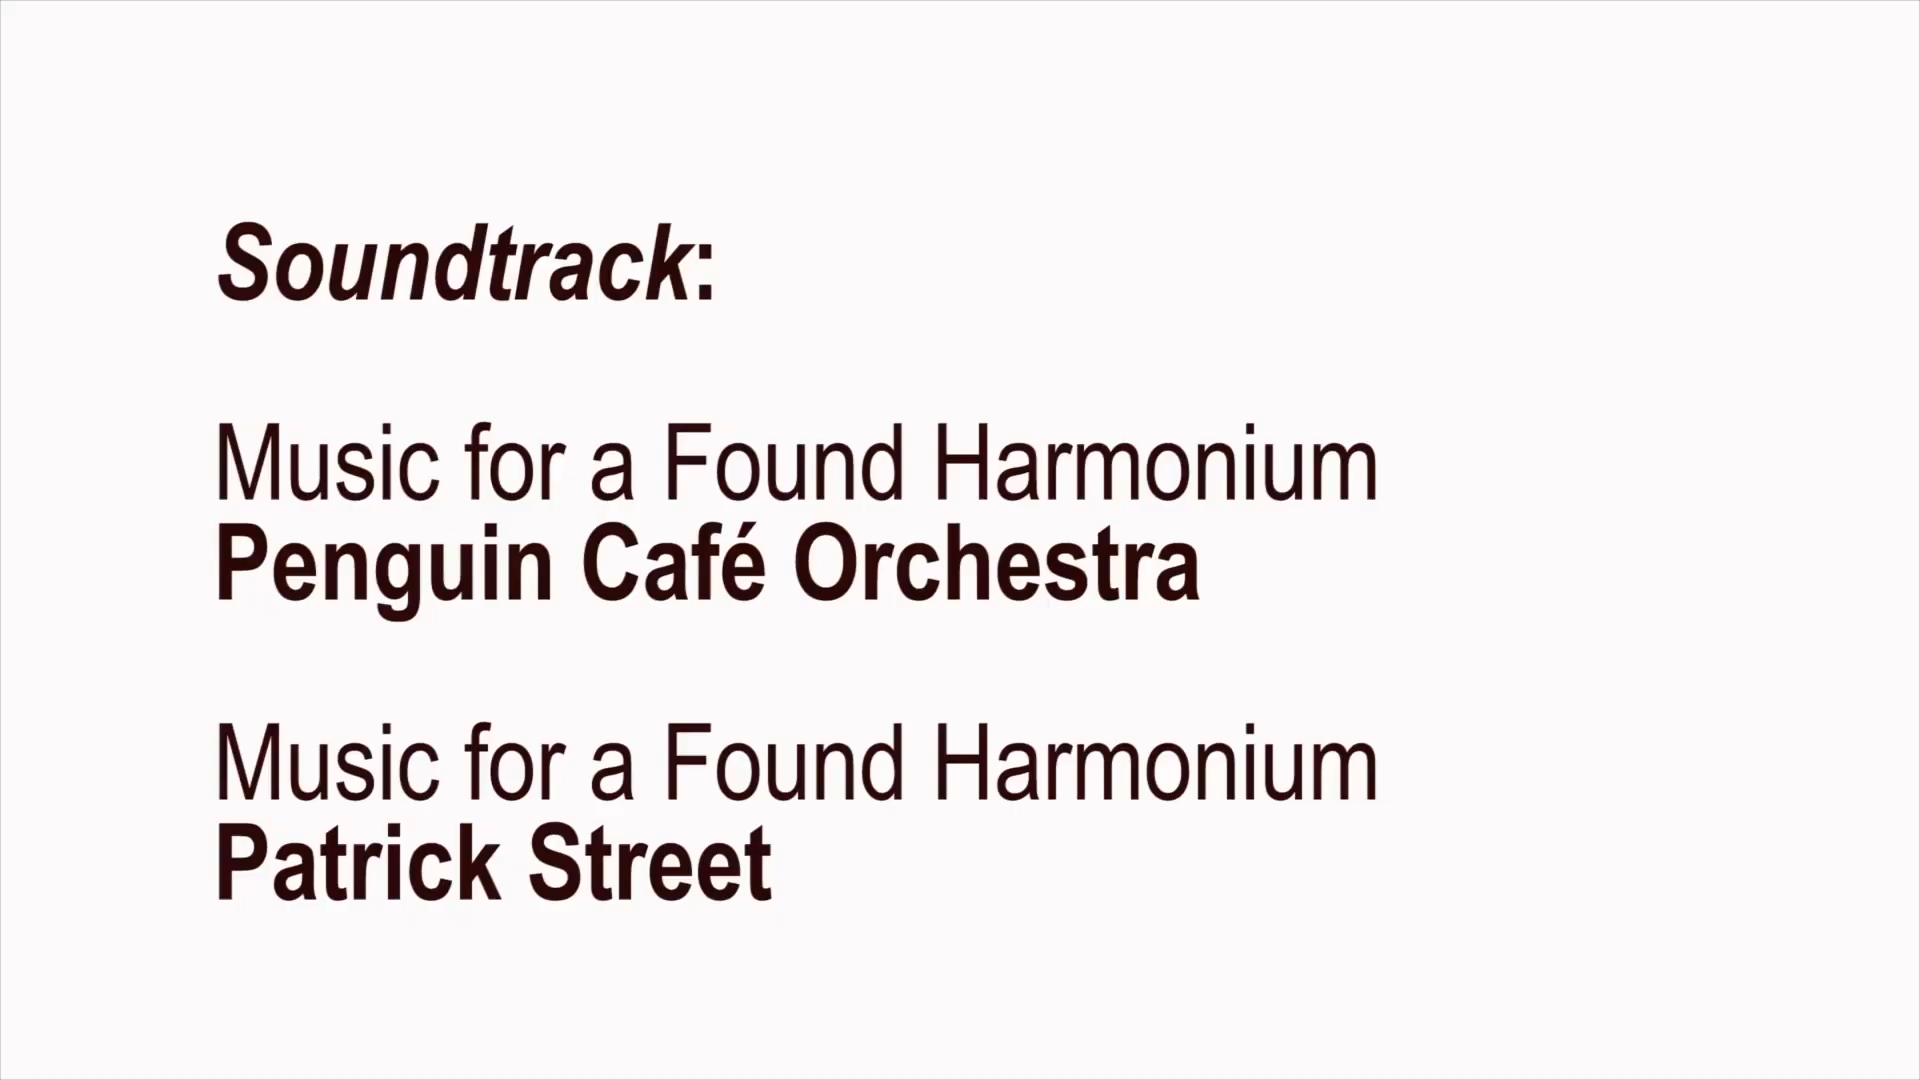 Soundtrack:
Music for a Found Harmonium
Penguin Café Orchestra
Music for a Found Harmonium
Patrick Street